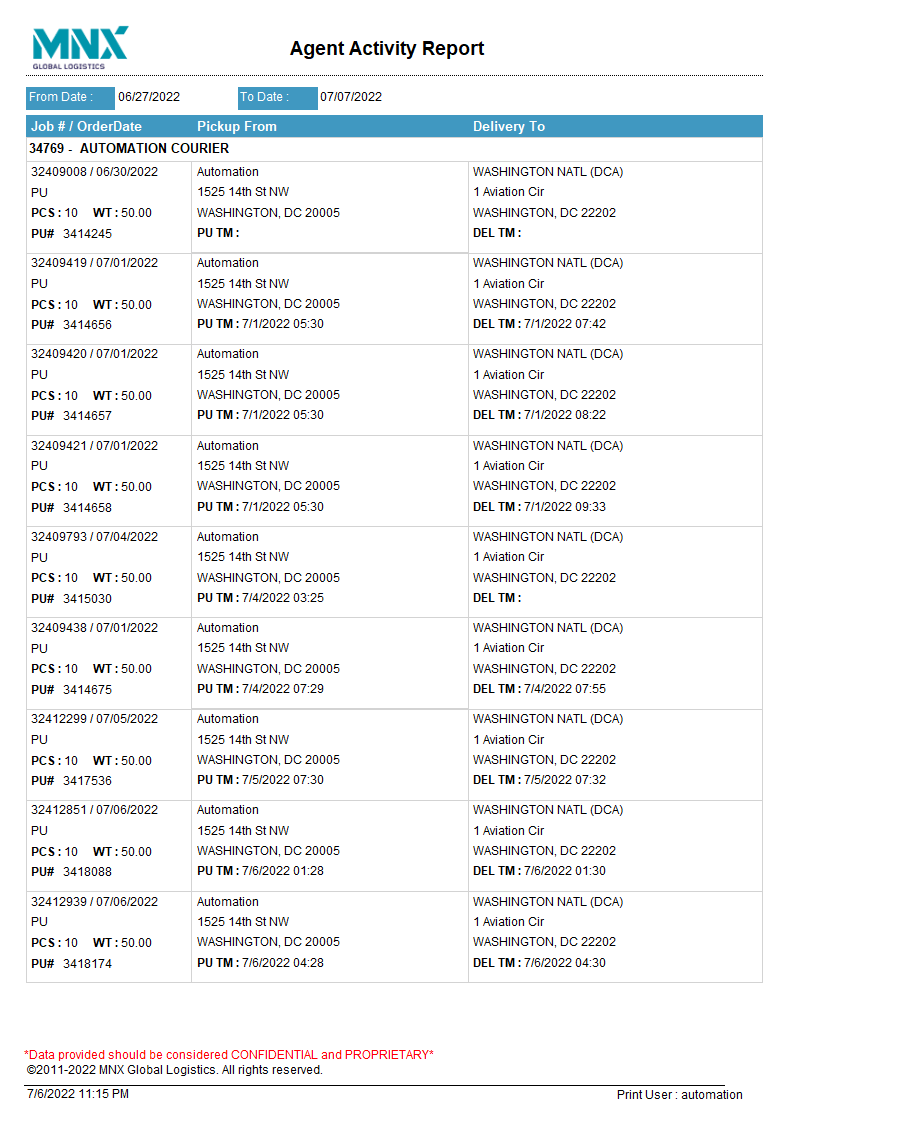 MNX
GLOBAL LOGISTICS
Agent Activity Report
From Date : 06/27/2022 To Date : 07/07/2022
Job # / OrderDate Pickup From Delivery To
34769 - AUTOMATION COURIER
32409008 / 06/30/2022 Automation WASHINGTON NATL (DCA)
PU 1525 14th St NW 1 Aviation Cir
PCS : 10 WT : 50.00 WASHINGTON, DC 20005 WASHINGTON, DC 22202
PU# 3414245 PU TM : DEL TM :
32409419 / 07/01/2022 Automation WASHINGTON NATL (DCA)
PU 1525 14th St NW 1 Aviation Cir
PCS : 10 WT : 50.00 WASHINGTON, DC 20005 WASHINGTON, DC 22202
PU# 3414656 PU TM : 7/1/2022 05:30 DEL TM : 7/1/2022 07:42
32409420 / 07/01/2022 Automation WASHINGTON NATL (DCA)
PU 1525 14th St NW 1 Aviation Cir
PCS : 10 WT : 50.00 WASHINGTON, DC 20005 WASHINGTON, DC 22202
PU# 3414657 PU TM : 7/1/2022 05:30 DEL TM : 7/1/2022 08:22
32409421 / 07/01/2022 Automation WASHINGTON NATL (DCA)
PU 1525 14th St NW 1 Aviation Cir
PCS : 10 WT : 50.00 WASHINGTON, DC 20005 WASHINGTON, DC 22202
PU# 3414658 PU TM : 7/1/2022 05:30 DEL TM : 7/1/2022 09:33
32409793 / 07/04/2022 Automation WASHINGTON NATL (DCA)
PU 1525 14th St NW 1 Aviation Cir
PCS : 10 WT : 50.00 WASHINGTON, DC 20005 WASHINGTON, DC 22202
PU# 3415030 PU TM : 7/4/2022 03:25 DEL TM :
32409438 / 07/01/2022 Automation WASHINGTON NATL (DCA)
PU 1525 14th St NW 1 Aviation Cir
PCS : 10 WT : 50.00 WASHINGTON, DC 20005 WASHINGTON, DC 22202
PU# 3414675 PU TM : 7/4/2022 07:29 DEL TM : 7/4/2022 07:55
32412299 / 07/05/2022 Automation WASHINGTON NATL (DCA)
PU 1525 14th St NW 1 Aviation Cir
PCS : 10 WT : 50.00 WASHINGTON, DC 20005 WASHINGTON, DC 22202
PU# 3417536 PU TM : 7/5/2022 07:30 DEL TM : 7/5/2022 07:32
32412851 / 07/06/2022 Automation WASHINGTON NATL (DCA)
PU 1525 14th St NW 1 Aviation Cir
PCS : 10 WT : 50.00 WASHINGTON, DC 20005 WASHINGTON, DC 22202
PU# 3418088 PU TM : 7/6/2022 01:28 DEL TM : 7/6/2022 01:30
32412939 / 07/06/2022 Automation WASHINGTON NATL (DCA)
PU 1525 14th St NW 1 Aviation Cir
PCS : 10 WT : 50.00 WASHINGTON, DC 20005 WASHINGTON, DC 22202
PU# 3418174 PU TM : 7/6/2022 04:28 DEL TM : 7/6/2022 04:30
*Data provided should be considered CONFIDENTIAL and PROPRIETARY*
©2011-2022 MNX Global Logistics. All rights reserved.
7/6/2022 11:15 PM Print User : automation